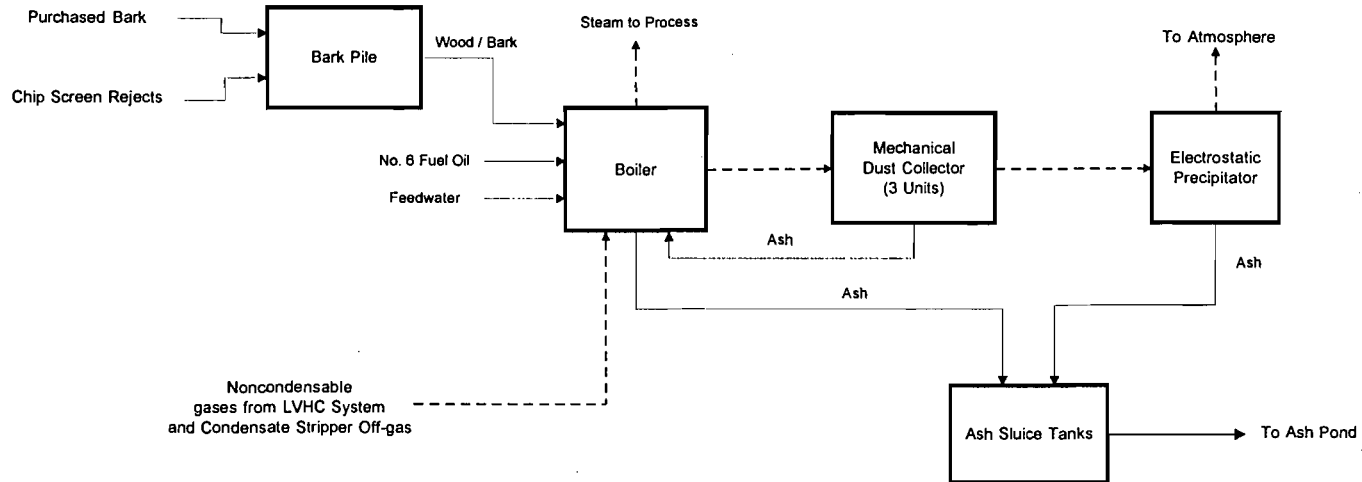 Purchased Bark
Chip Screen Rejects
Bark Pile
Wood / Bark
Steam to Process
To Atmosphere
No. 6 Fuel Oil
Feedwater
Boiler
Mechanical
Dust Collector
(3 Units)
Electrostatic
Precipitator
Ash
Ash
Ash
Noncondensable
gases from LVHC System
and Condensate Stripper Off-gas
Ash Sluice Tanks
To Ash Pond